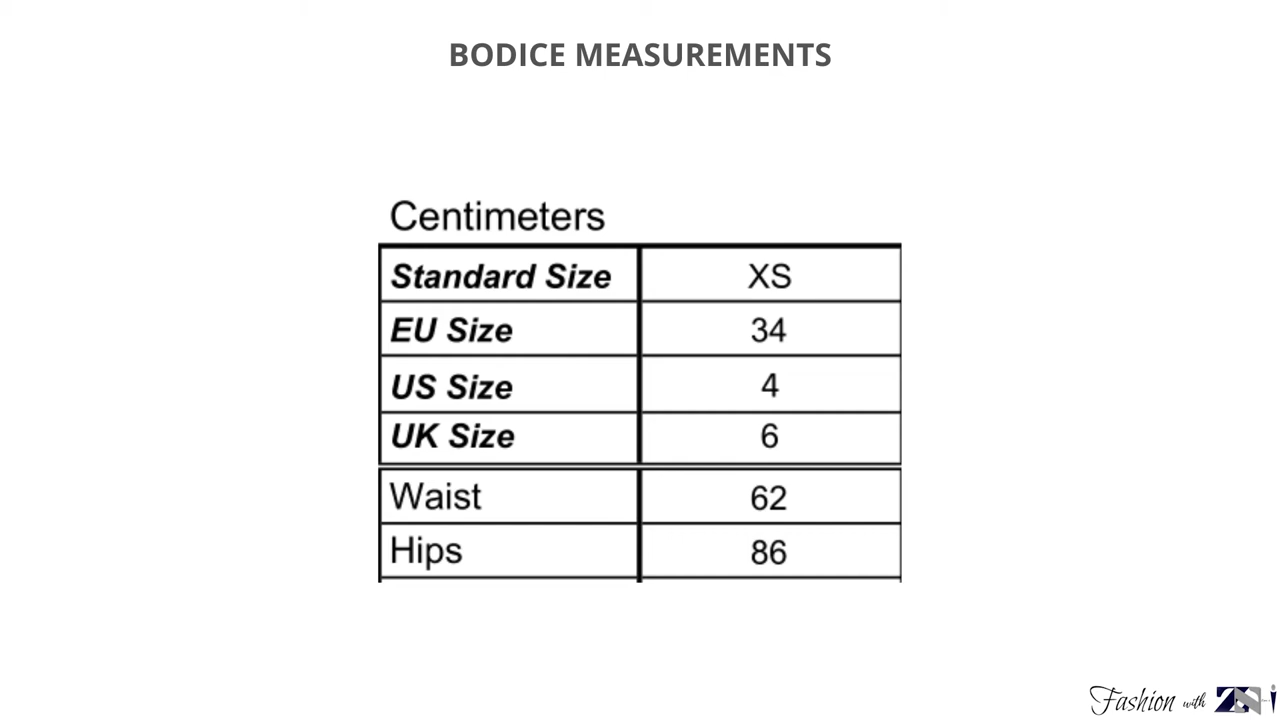 BODICE MEASUREMENTS
Centimeters
Standard Size XS
EU Size 34
US Size 4
UK Size 6
Waist 62
Hips 86
Fashion with